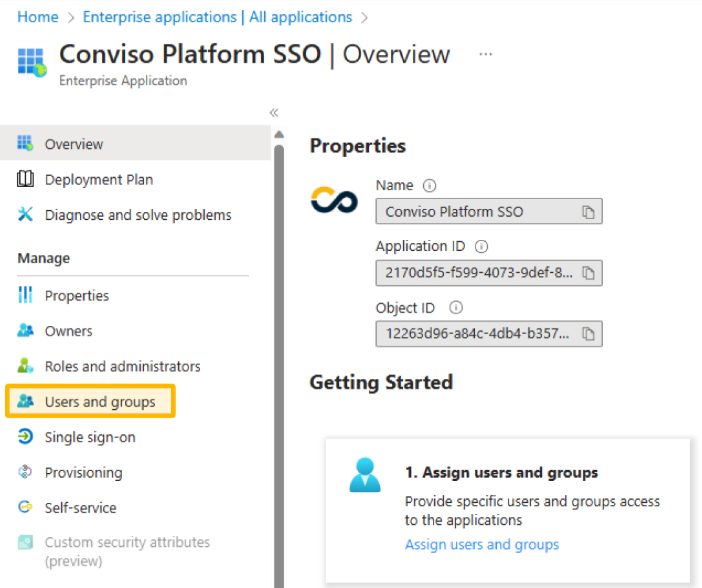 Home > Enterprise applications | All applications >
Conviso Platform SSO | Overview ...
Enterprise Application
«
Overview
Deployment Plan
Diagnose and solve problems
Manage
Properties
Owners
Roles and administrators
Users and groups
Single sign-on
Provisioning
Self-service
Custom security attributes
(preview)
Properties
Name
Conviso Platform SSO
Application ID
2170d5f5-f599-4073-9def-8...
Object ID
12263d96-a84c-4db4-b357...
Getting Started
1. Assign users and groups
Provide specific users and groups access
to the applications
Assign users and groups